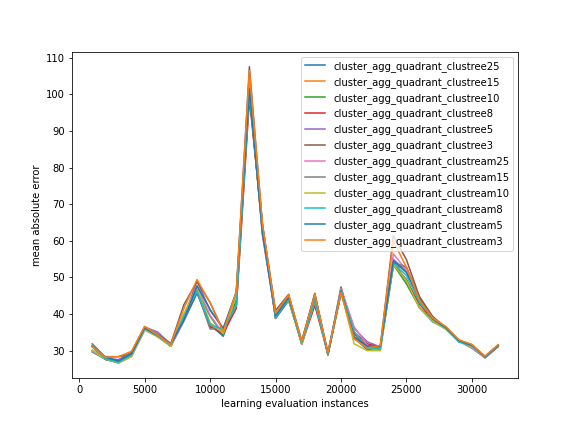 110
100
90
80
70
60
50
40
30
mean absolute error
cluster_agg_quadrant_clustree25
cluster_agg_quadrant_clustree15
cluster_agg_quadrant_clustree10
cluster_agg_quadrant_clustree8
cluster_agg_quadrant_clustree5
cluster_agg_quadrant_clustree3
cluster_agg_quadrant_clustream25
cluster_agg_quadrant_clustream15
cluster_agg_quadrant_clustream10
cluster_agg_quadrant_clustream8
cluster_agg_quadrant_clustream5
cluster_agg_quadrant_clustream3
0 5000 10000 15000 20000 25000 30000
learning evaluation instances